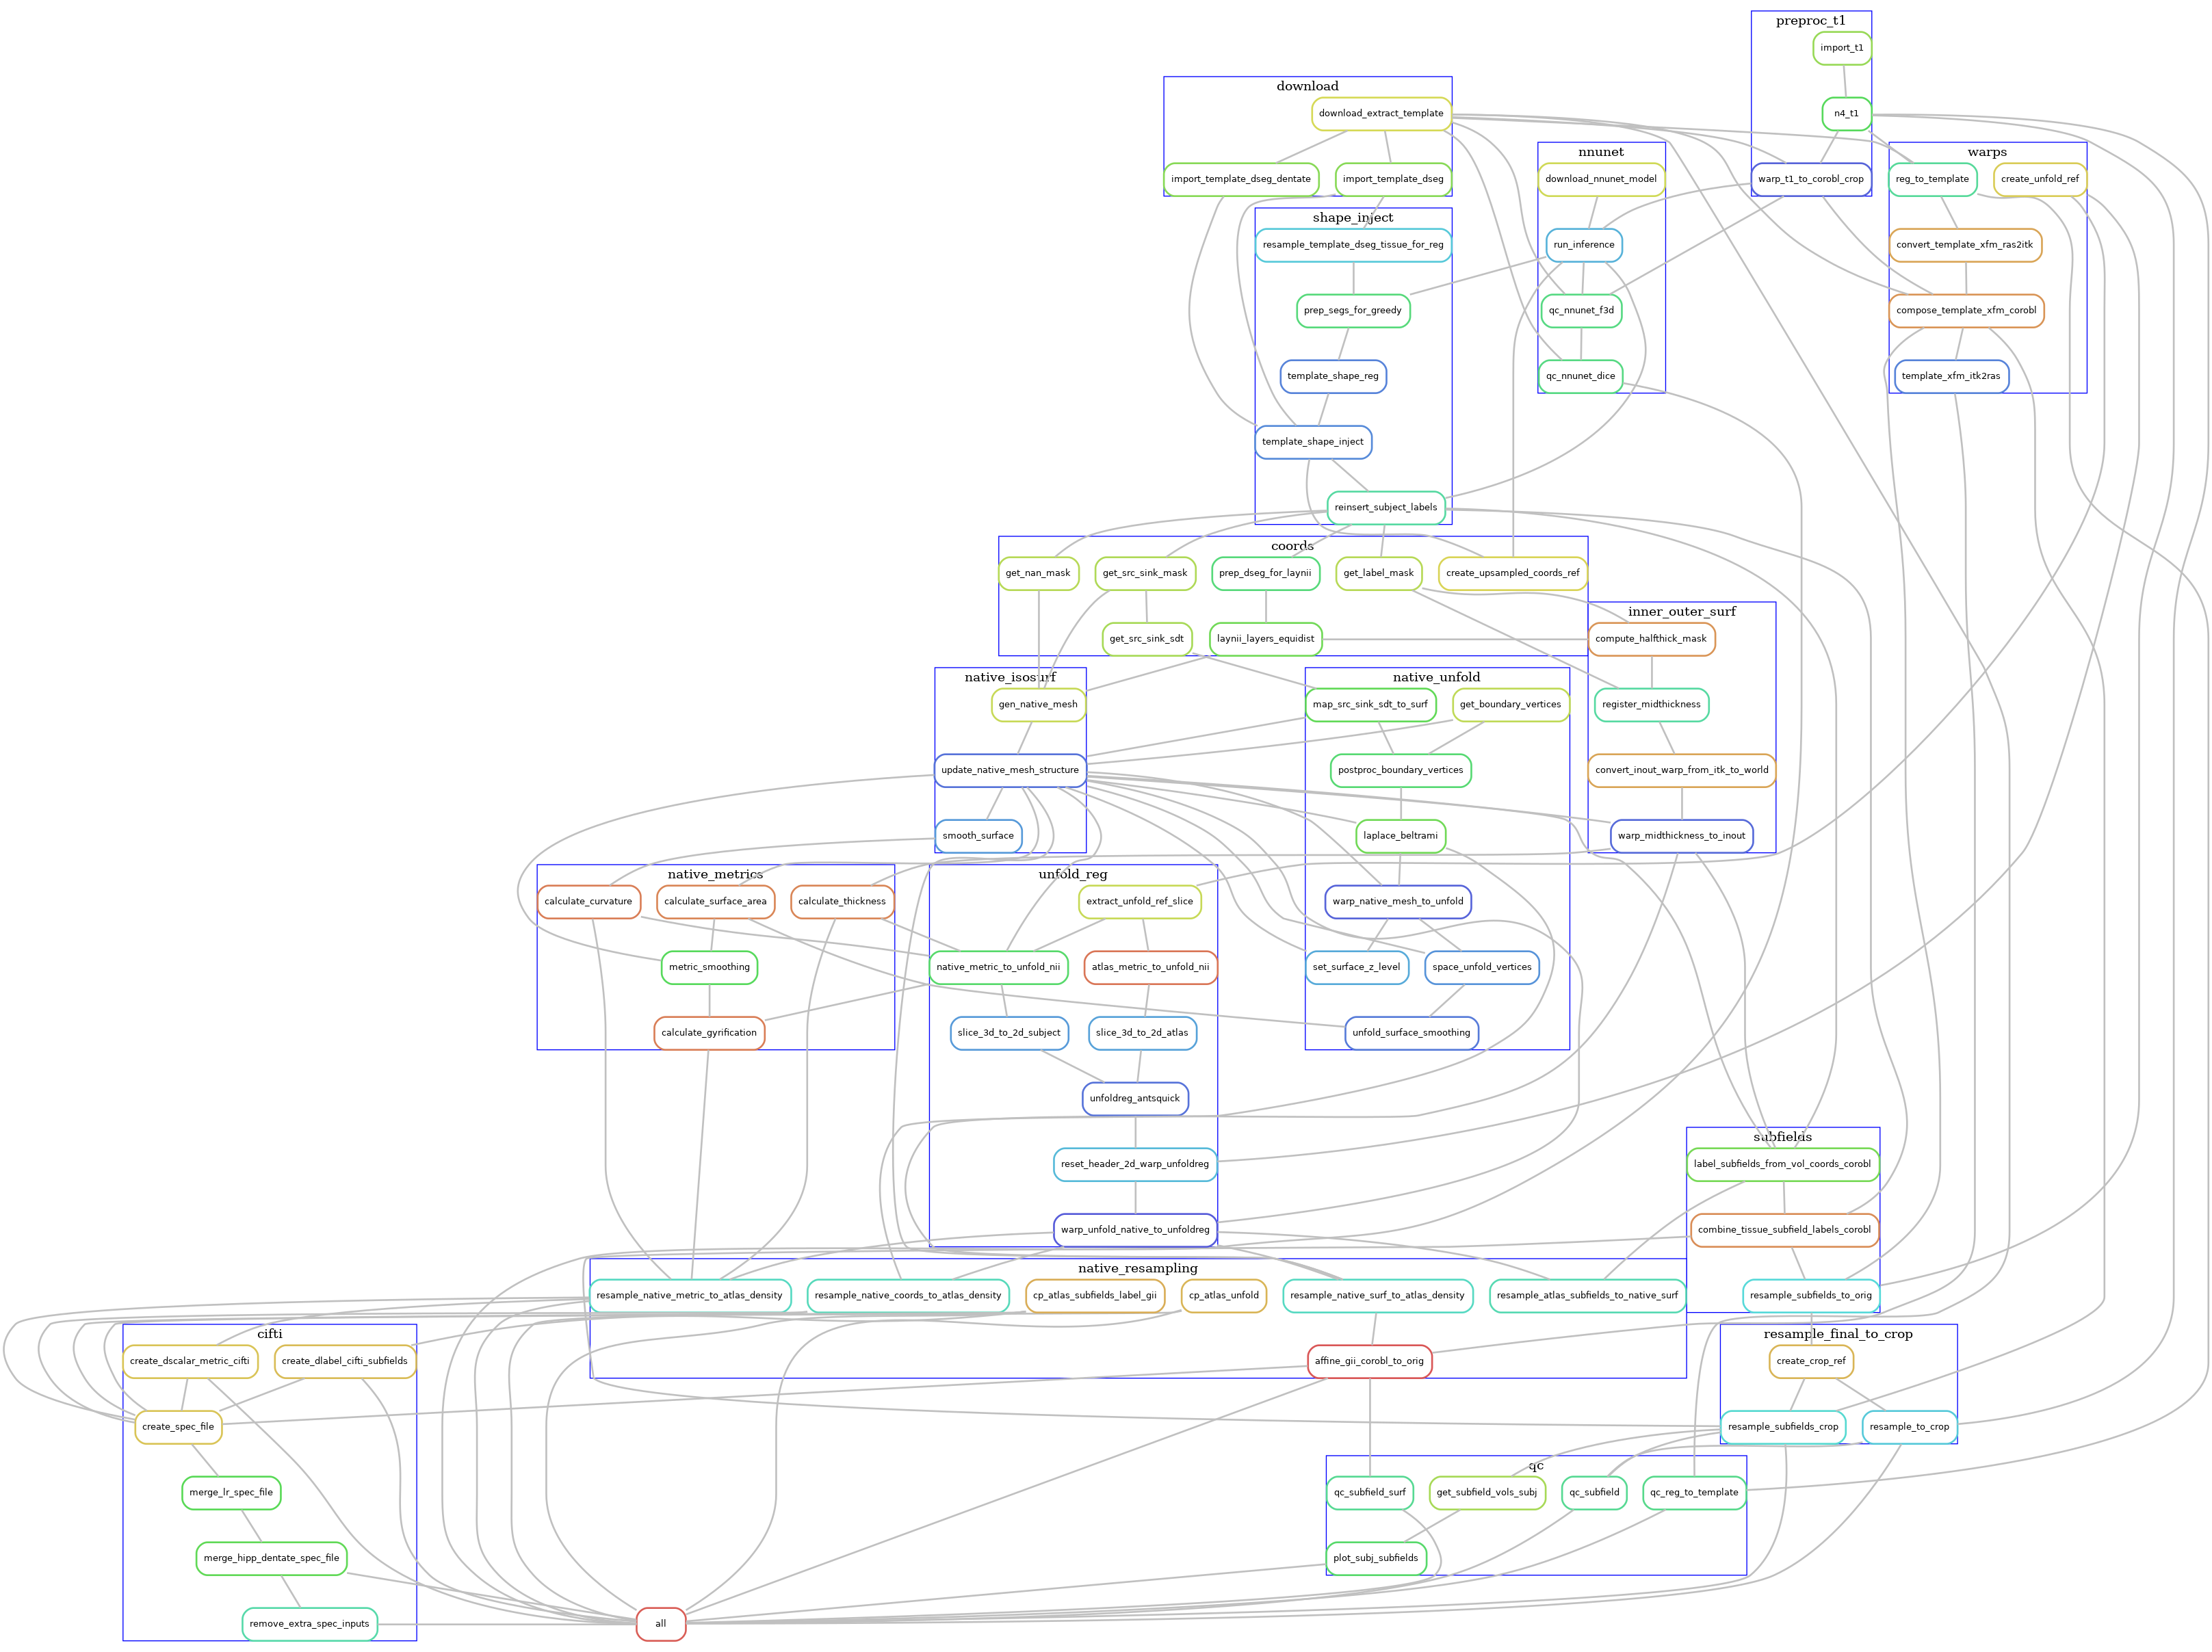 preproc_t1
import_t1
download
download_extract_template
n4_t1
nnunet
warps
import_template_dseg_dentate
import_template_dseg
download_nnunet_model
warp_t1_to_corobl_crop
reg_to_template
create_unfold_ref
shape_inject
resample_template_dseg_tissue_for_reg
run_inference
convert_template_xfm_ras2itk
prep_segs_for_greedy
qc_nnunet_f3d
compose_template_xfm_corobl
template_shape_reg
qc_nnunet_dice
template_xfm_itk2ras
template_shape_inject
reinsert_subject_labels
coords
get_nan_mask
get_src_sink_mask
prep_dseg_for_laynii
get_label_mask
create_upsampled_coords_ref
inner_outer_surf
get_src_sink_sdt
laynii_layers_equidist
compute_halfthick_mask
native_isosurf
native_unfold
gen_native_mesh
map_src_sink_sdt_to_surf
get_boundary_vertices
register_midthickness
update_native_mesh_structure
postproc_boundary_vertices
convert_inout_warp_from_itk_to_world
smooth_surface
laplace_beltrami
warp_midthickness_to_inout
native_metrics
unfold_reg
calculate_curvature
calculate_surface_area
calculate_thickness
extract_unfold_ref_slice
warp_native_mesh_to_unfold
metric_smoothing
native_metric_to_unfold_nii
atlas_metric_to_unfold_nii
set_surface_z_level
space_unfold_vertices
calculate_gyrification
slice_3d_to_2d_subject
slice_3d_to_2d_atlas
unfold_surface_smoothing
unfoldreg_antsquick
subfields
reset_header_2d_warp_unfoldreg
label_subfields_from_vol_coords_corobl
warp_unfold_native_to_unfoldreg
combine_tissue_subfield_labels_corobl
native_resampling
resample_native_metric_to_atlas_density
resample_native_coords_to_atlas_density
cp_atlas_subfields_label_gii
cp_atlas_unfold
resample_native_surf_to_atlas_density
resample_atlas_subfields_to_native_surf
resample_subfields_to_orig
cifti
resample_final_to_crop
create_dscalar_metric_cifti
create_dlabel_cifti_subfields
affine_gii_corobl_to_orig
create_crop_ref
create_spec_file
resample_subfields_crop
resample_to_crop
qc
merge_lr_spec_file
qc_subfield_surf
get_subfield_vols_subj
qc_subfield
qc_reg_to_template
merge_hipp_dentate_spec_file
plot_subj_subfields
remove_extra_spec_inputs
all